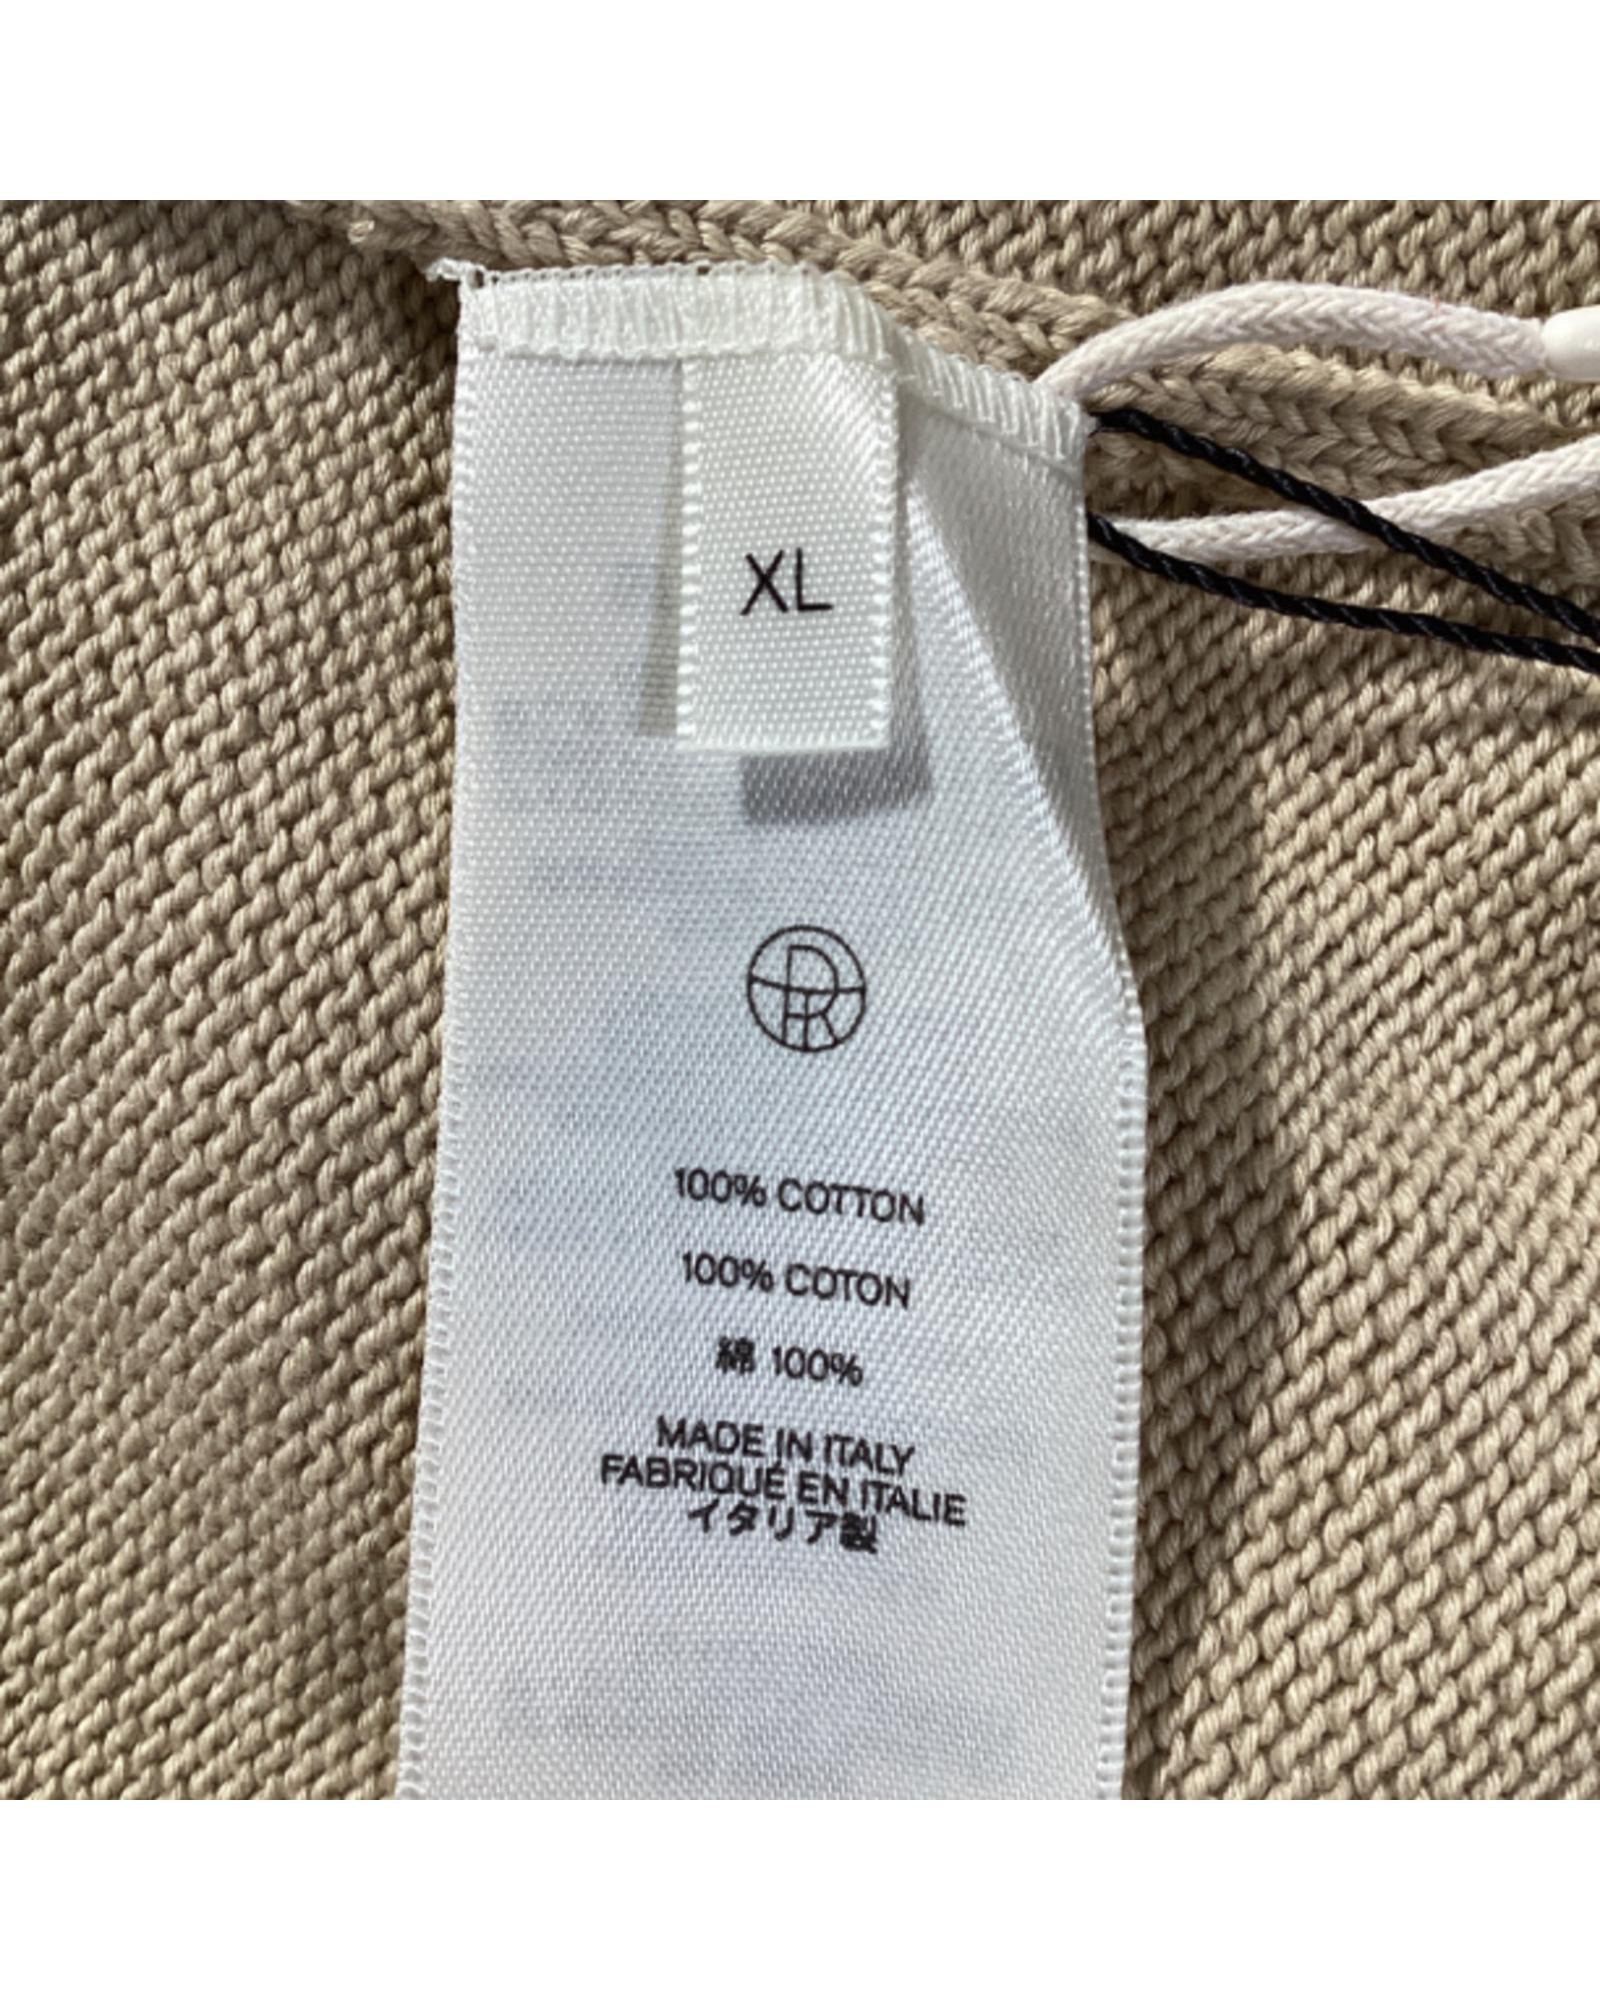 XL
100% COTTON
100% COTON
綿 100%
MADE IN ITALY
FABRIQUÉ EN ITALIE
イタリア製